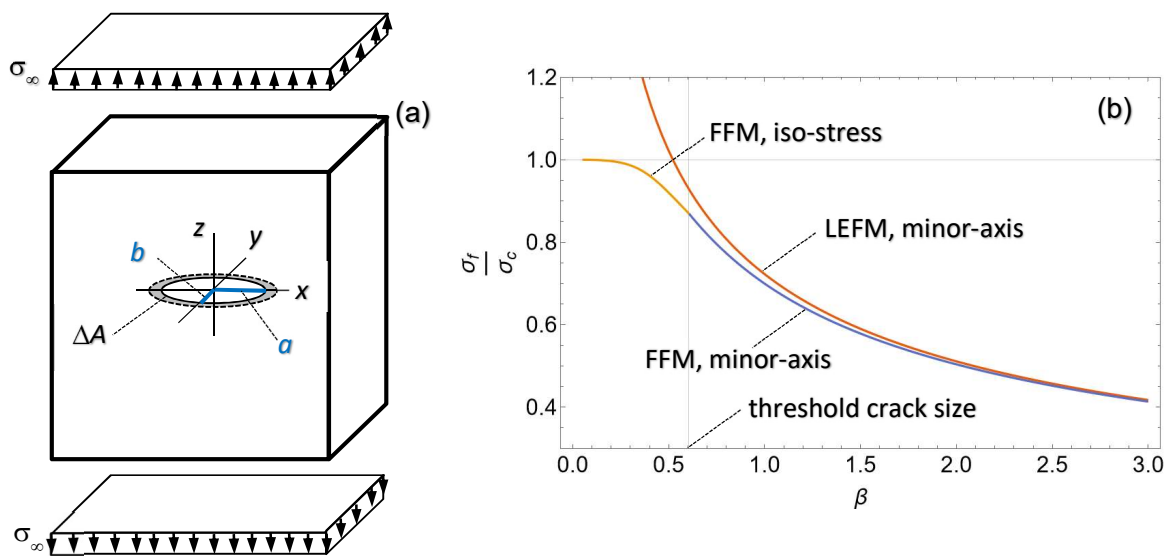 (a)
σ∞
z
y
b
x
ΔA
a
σ∞
(b)
1.2
1.0
0.8
0.6
0.4
σf
σc
FFM, iso-stress
LEFM, minor-axis
FFM, minor-axis
threshold crack size
0.0 0.5 1.0 1.5 2.0 2.5 3.0
β